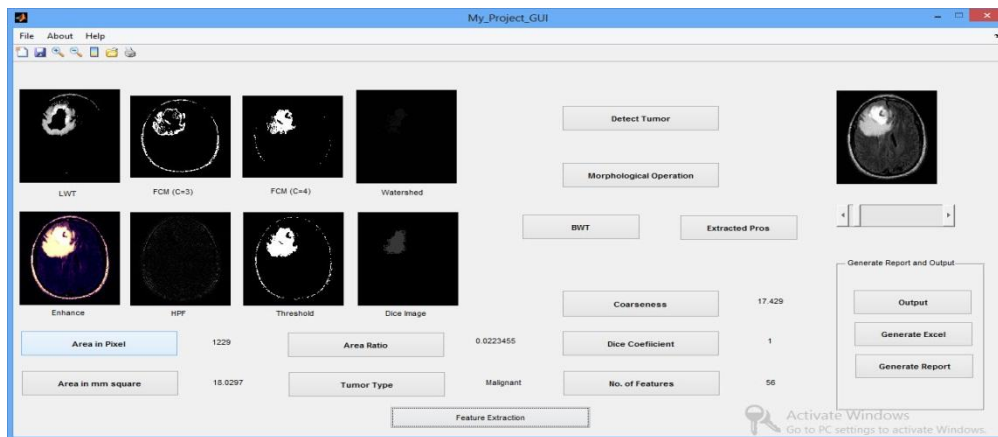 My_Project_GUI
File About Help
Detect Tumor
Morphological Operation
LWT FCM (C=3) FCM (C=4) Watershed
BWT Extracted Pros
Generate Report and Output
Enhance HPF Threshold Dice Image
Coarseness 17.429
Output
Area in Pixel 1229 Area Ratio 0.0223455 Dice Coefiicient 1
Generate Excel
Generate Report
Area in mm square 18.0297 Tumor Type Malignant No. of Features 56
Feature Extraction
Activate Windows
Go to PC settings to activate Windows.